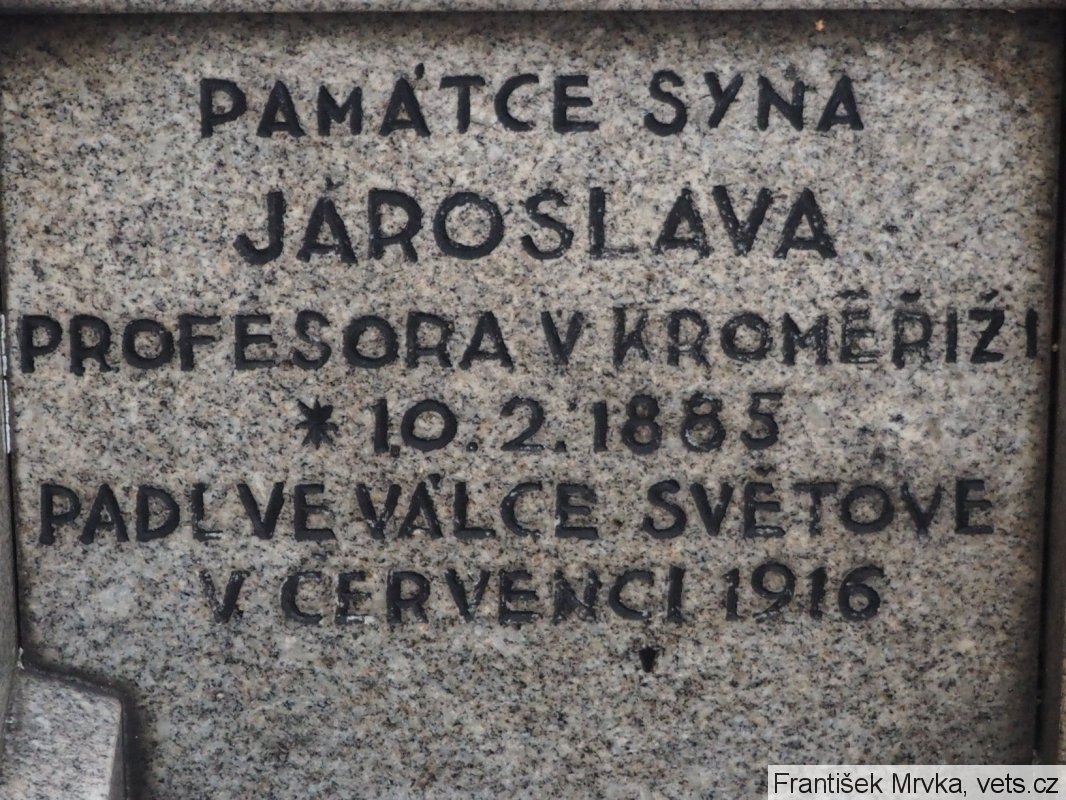 PAMÁTCE SYNA
JAROSLAVA
PROFESORA V KROMĚŘÍŽI
* 10. 2. 1885
PADL VE VÁLCE SVĚTOVÉ
V ČERVENCI 1916
František Mrvka, vets.cz